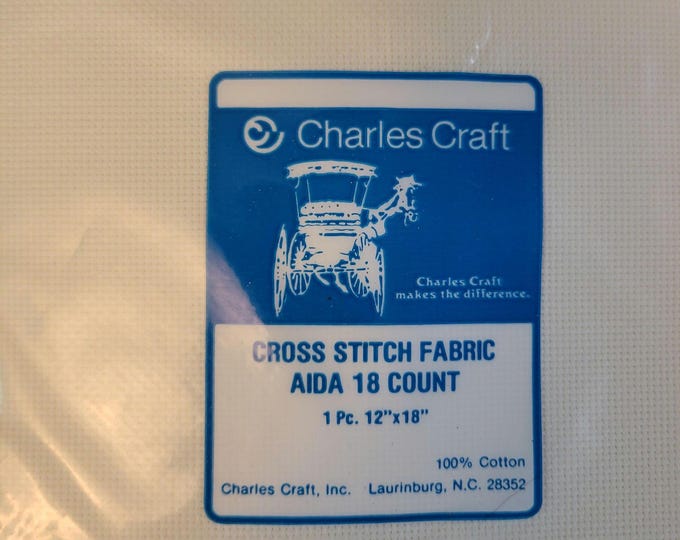 Charles Craft
Charles Craft
makes the difference.
CROSS STITCH FABRIC
AIDA 18 COUNT
1 Pc. 12"x18"
100% Cotton
Charles Craft, Inc. Laurinburg, N.C. 28352